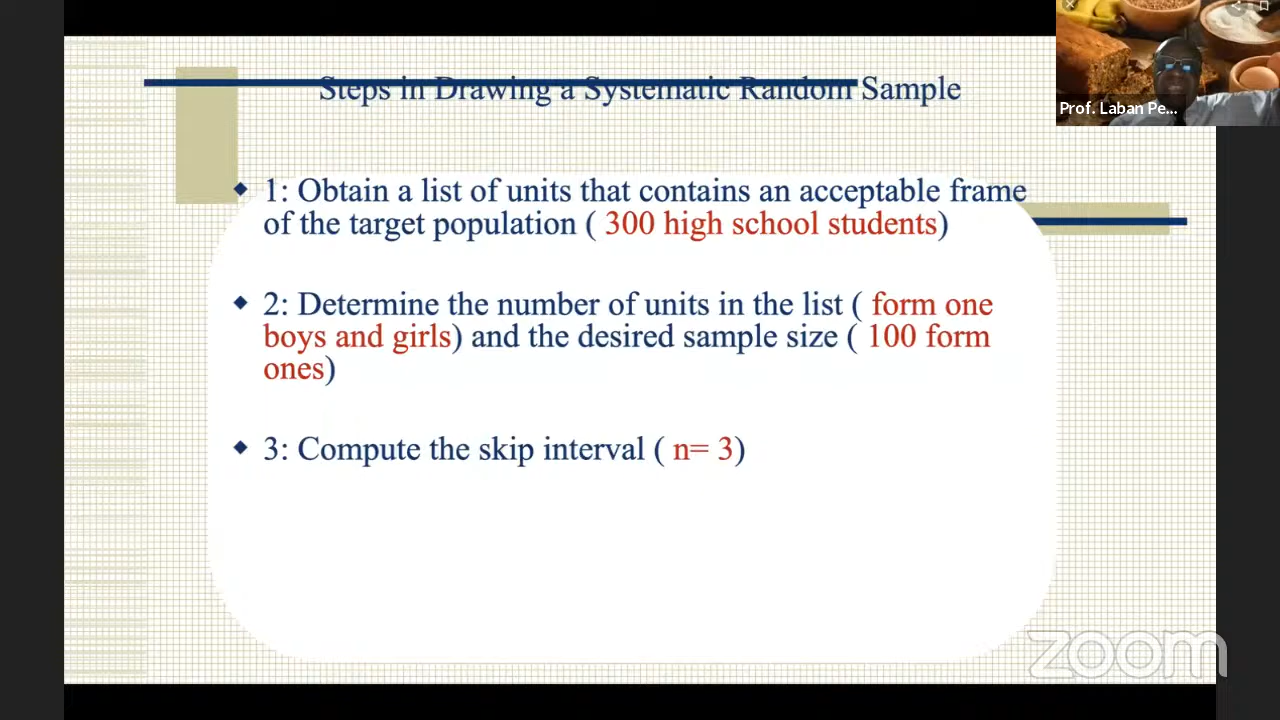 Steps in Drawing a Systematic Random Sample
Prof. Laban Pe...
1: Obtain a list of units that contains an acceptable frame
of the target population ( 300 high school students)
2: Determine the number of units in the list ( form one
boys and girls) and the desired sample size ( 100 form
ones)
3: Compute the skip interval ( n= 3)
zoom